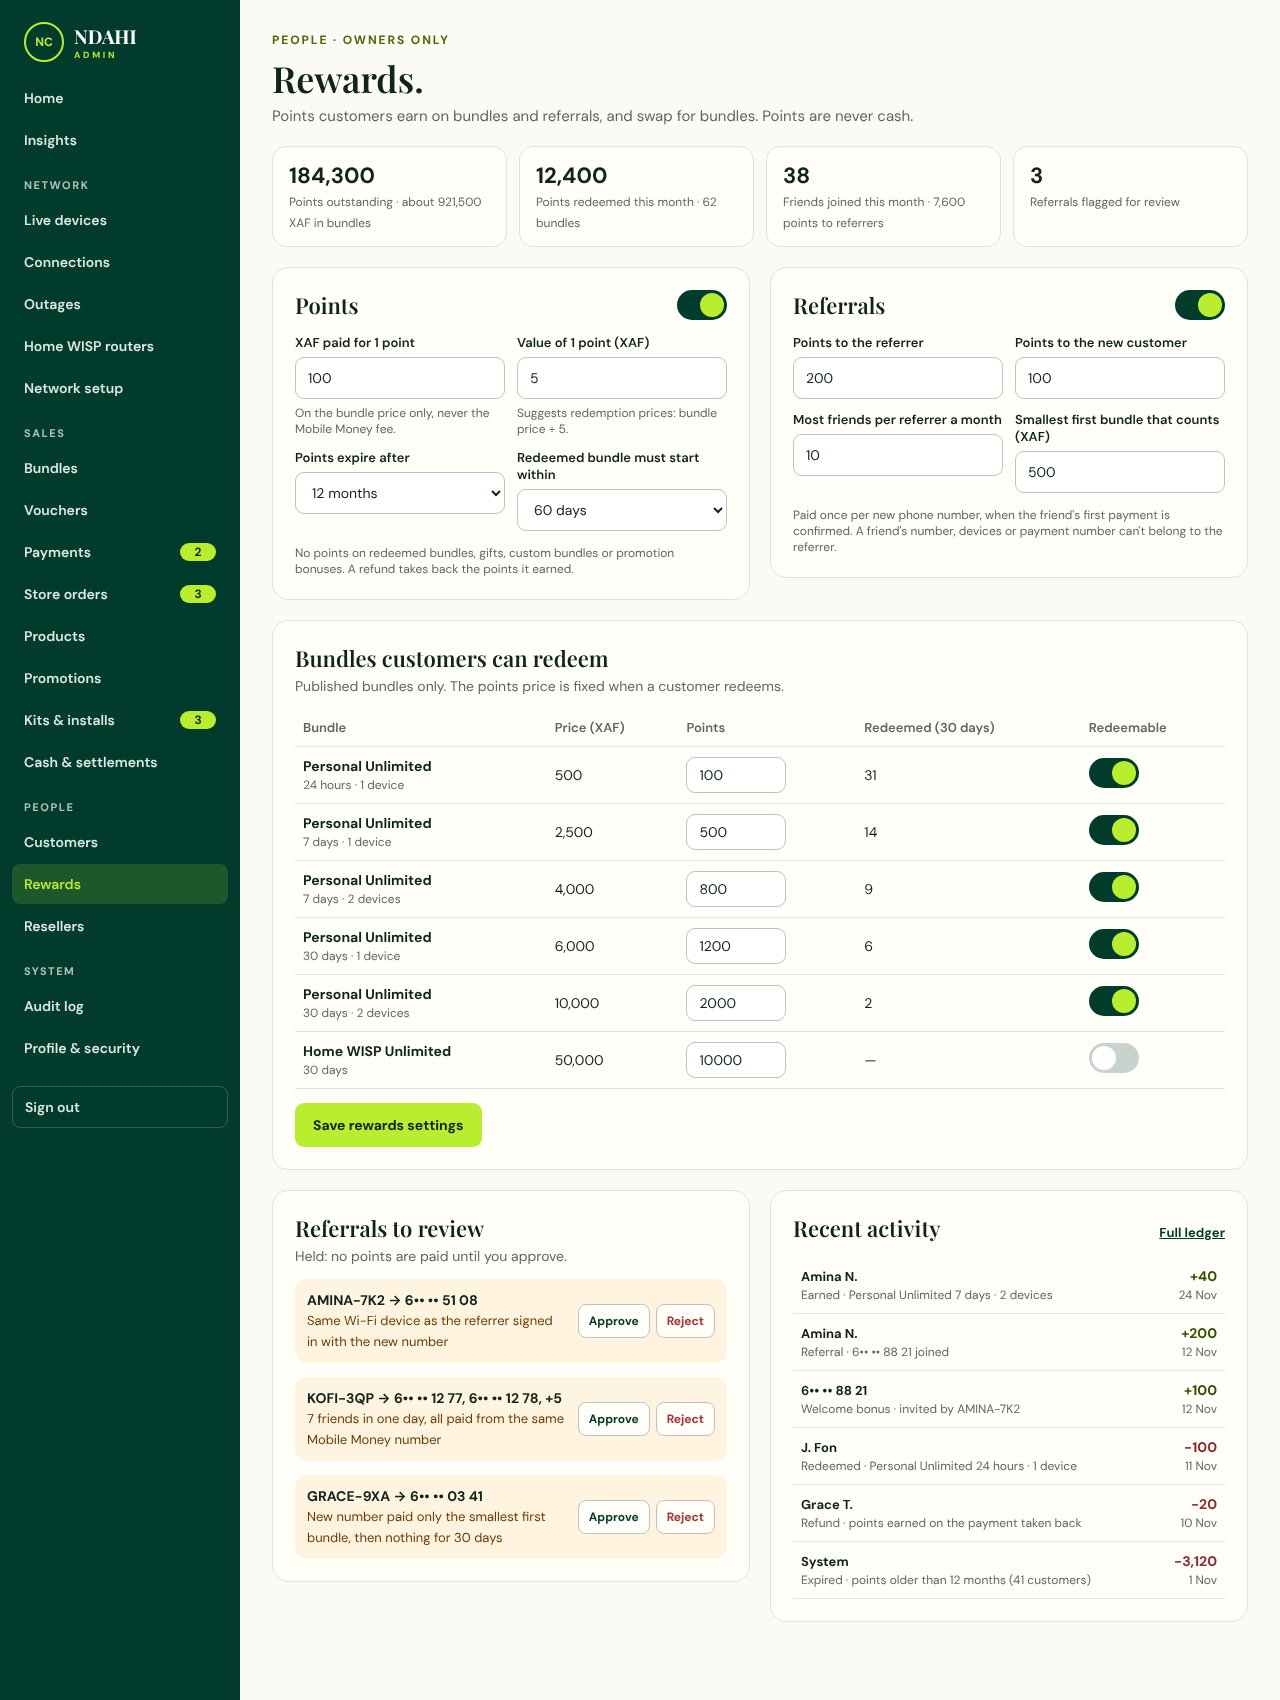 NC
NDAHI
ADMIN
Home
Insights
NETWORK
Live devices
Connections
Outages
Home WISP routers
Network setup
SALES
Bundles
Vouchers
Payments 2
Store orders 3
Products
Promotions
Kits & installs 3
Cash & settlements
PEOPLE
Customers
Rewards
Resellers
SYSTEM
Audit log
Profile & security
Sign out
PEOPLE · OWNERS ONLY
Rewards.
Points customers earn on bundles and referrals, and swap for bundles. Points are never cash.
184,300
Points outstanding · about 921,500
XAF in bundles
12,400
Points redeemed this month · 62
bundles
38
Friends joined this month · 7,600
points to referrers
3
Referrals flagged for review
Points
XAF paid for 1 point
100
On the bundle price only, never the
Mobile Money fee.
Value of 1 point (XAF)
5
Suggests redemption prices: bundle
price ÷ 5.
Points expire after
12 months
Redeemed bundle must start
within
60 days
No points on redeemed bundles, gifts, custom bundles or promotion
bonuses. A refund takes back the points it earned.
Referrals
Points to the referrer
200
Points to the new customer
100
Most friends per referrer a month
10
Smallest first bundle that counts
(XAF)
500
Paid once per new phone number, when the friend's first payment is
confirmed. A friend's number, devices or payment number can't belong to the
referrer.
Bundles customers can redeem
Published bundles only. The points price is fixed when a customer redeems.
Bundle Price (XAF) Points Redeemed (30 days) Redeemable
Personal Unlimited
24 hours · 1 device
500 100 31
Personal Unlimited
7 days · 1 device
2,500 500 14
Personal Unlimited
7 days · 2 devices
4,000 800 9
Personal Unlimited
30 days · 1 device
6,000 1200 6
Personal Unlimited
30 days · 2 devices
10,000 2000 2
Home WISP Unlimited
30 days
50,000 10000 —
Save rewards settings
Referrals to review
Held: no points are paid until you approve.
AMINA-7K2 → 6•• •• 51 08
Same Wi-Fi device as the referrer signed
in with the new number
Approve Reject
KOFI-3QP → 6•• •• 12 77, 6•• •• 12 78, +5
7 friends in one day, all paid from the same
Mobile Money number
Approve Reject
GRACE-9XA → 6•• •• 03 41
New number paid only the smallest first
bundle, then nothing for 30 days
Approve Reject
Recent activity
Full ledger
Amina N. +40
Earned · Personal Unlimited 7 days · 2 devices 24 Nov
Amina N. +200
Referral · 6•• •• 88 21 joined 12 Nov
6•• •• 88 21 +100
Welcome bonus · invited by AMINA-7K2 12 Nov
J. Fon −100
Redeemed · Personal Unlimited 24 hours · 1 device 11 Nov
Grace T. −20
Refund · points earned on the payment taken back 10 Nov
System −3,120
Expired · points older than 12 months (41 customers) 1 Nov